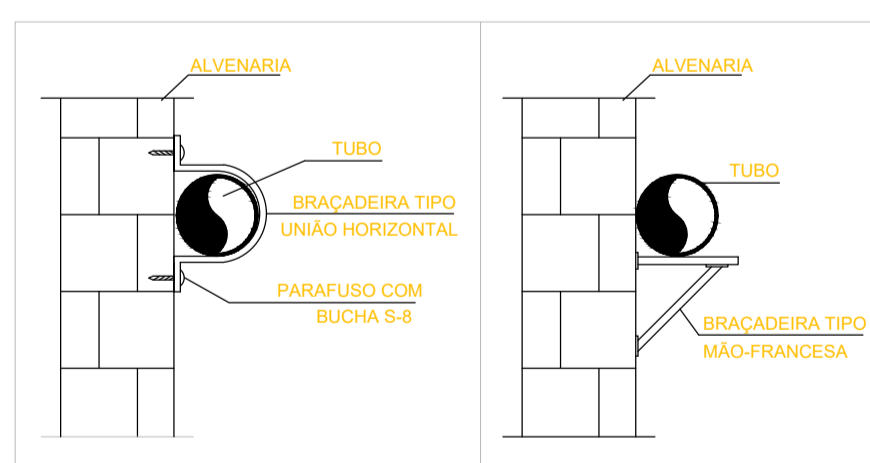 ALVENARIA
TUBO
BRAÇADEIRA TIPO
UNIÃO HORIZONTAL
PARAFUSO COM
BUCHA S-8
ALVENARIA
TUBO
BRAÇADEIRA TIPO
MÃO-FRANCESA